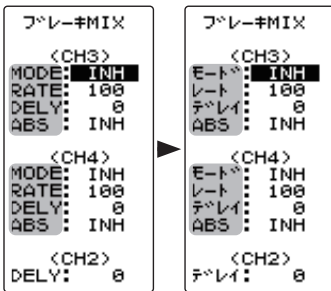 ブレーキMIX
<CH3>
MODE: INH
RATE: 100
DELY: 0
ABS: INH
<CH4>
MODE: INH
RATE: 100
DELY: 0
ABS: INH
<CH2>
DELY: 0
ブレーキMIX
<CH3>
モード: INH
レート: 100
デレイ: 0
ABS: INH
<CH4>
モード: INH
レート: 100
デレイ: 0
ABS: INH
<CH2>
デレイ: 0